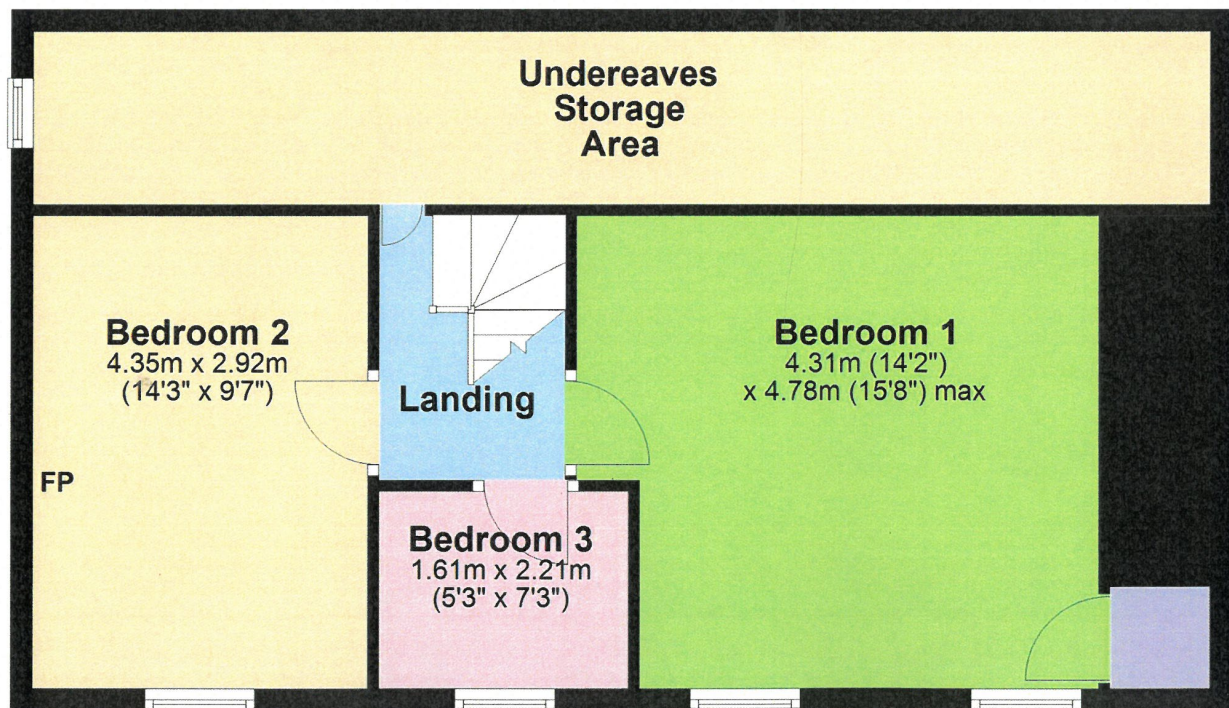 Undereaves
Storage
Area
Bedroom 2
4.35m x 2.92m
(14'3" x 9'7")
Landing
Bedroom 1
4.31m (14'2")
x 4.78m (15'8") max
FP
Bedroom 3
1.61m x 2.21m
(5'3" x 7'3")